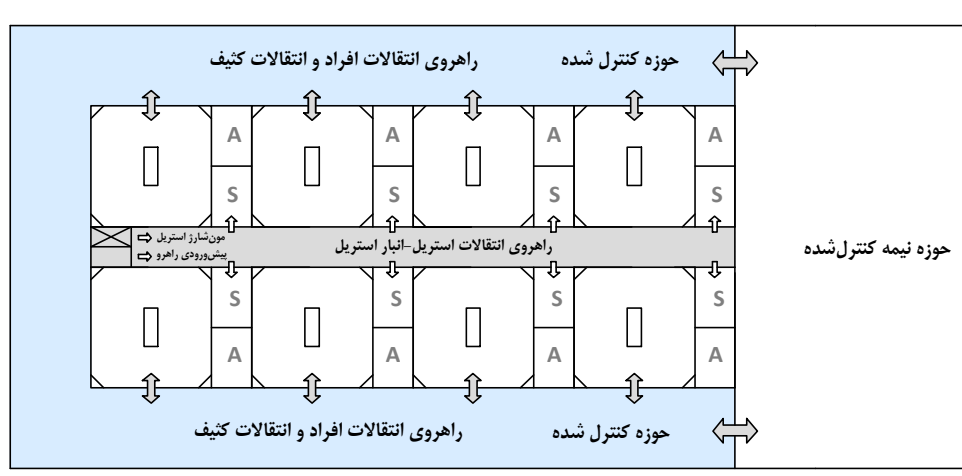 حوزه کنترل شده راهروی انتقالات افراد و انتقالات کثیف
A A A A
S S S S
مون‌شارژ استریل
پیش‌ورودی راهرو
راهروی انتقالات استریل-انبار استریل
حوزه نیمه کنترل‌شده
S S S S
A A A A
حوزه کنترل شده راهروی انتقالات افراد و انتقالات کثیف